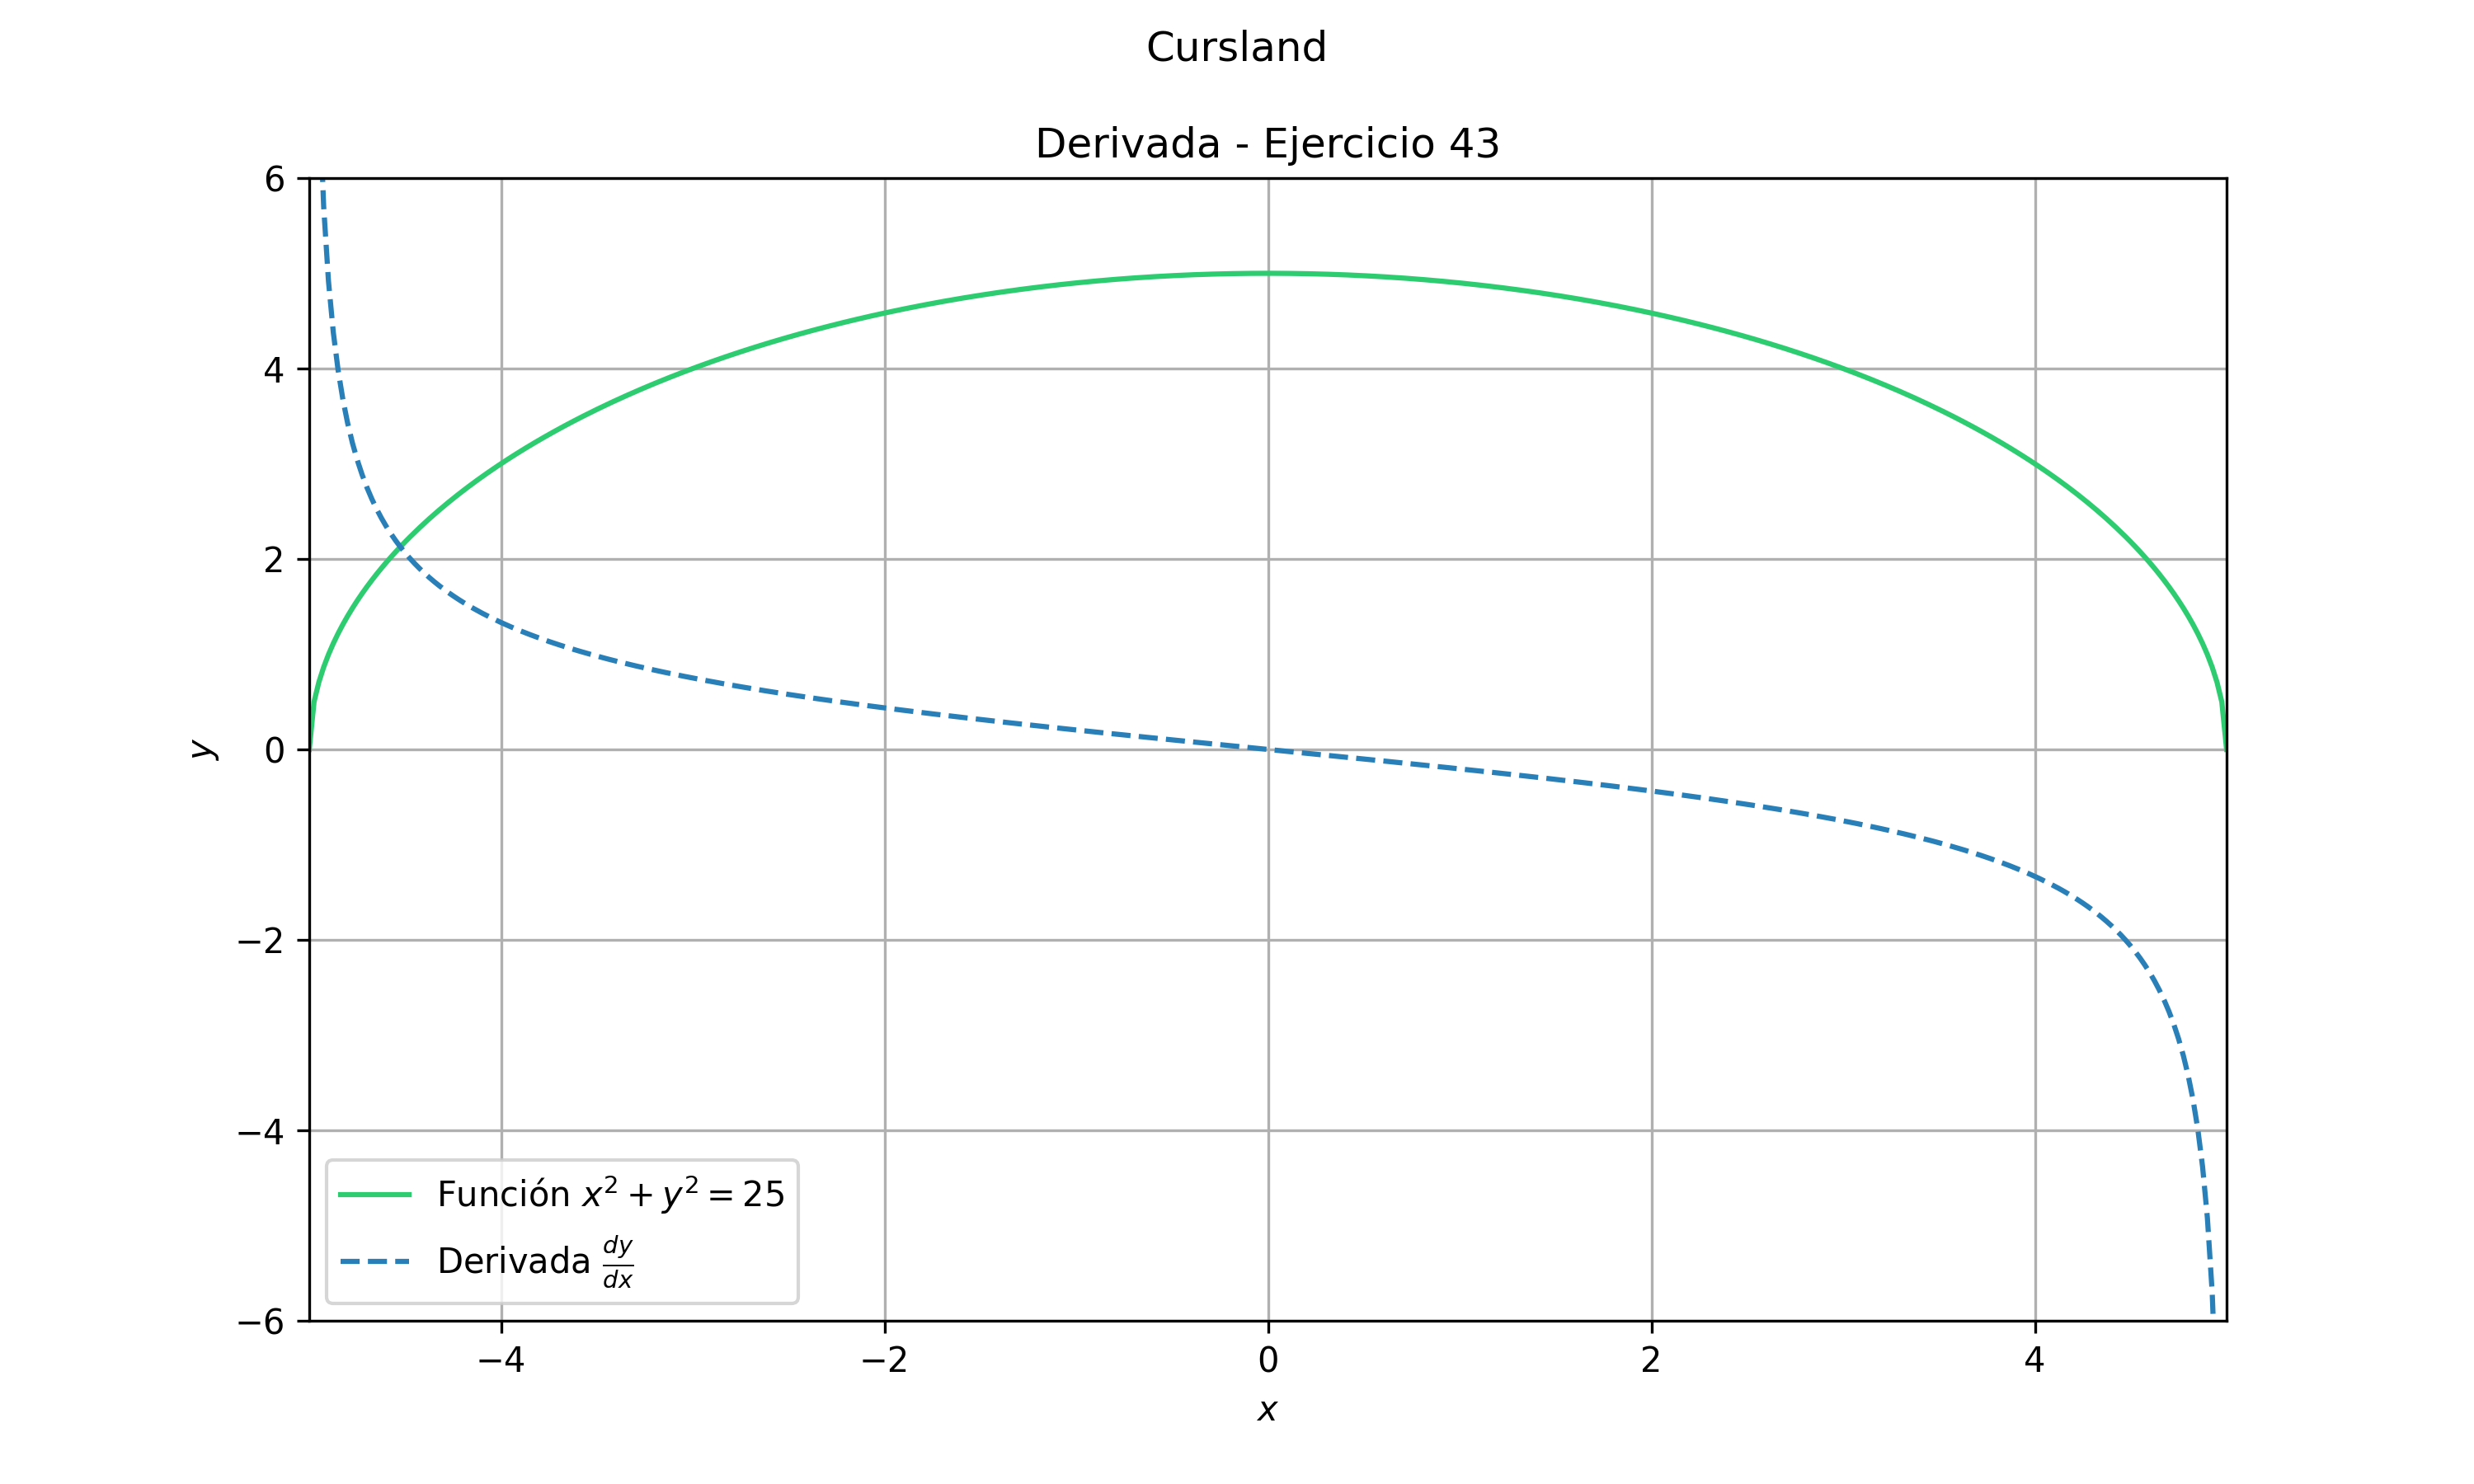 Cursland
Derivada - Ejercicio 43
6
4
2
0
−2
−4
−6
y
Función x² + y² = 25
Derivada dy/dx
−4 −2 0 2 4
x